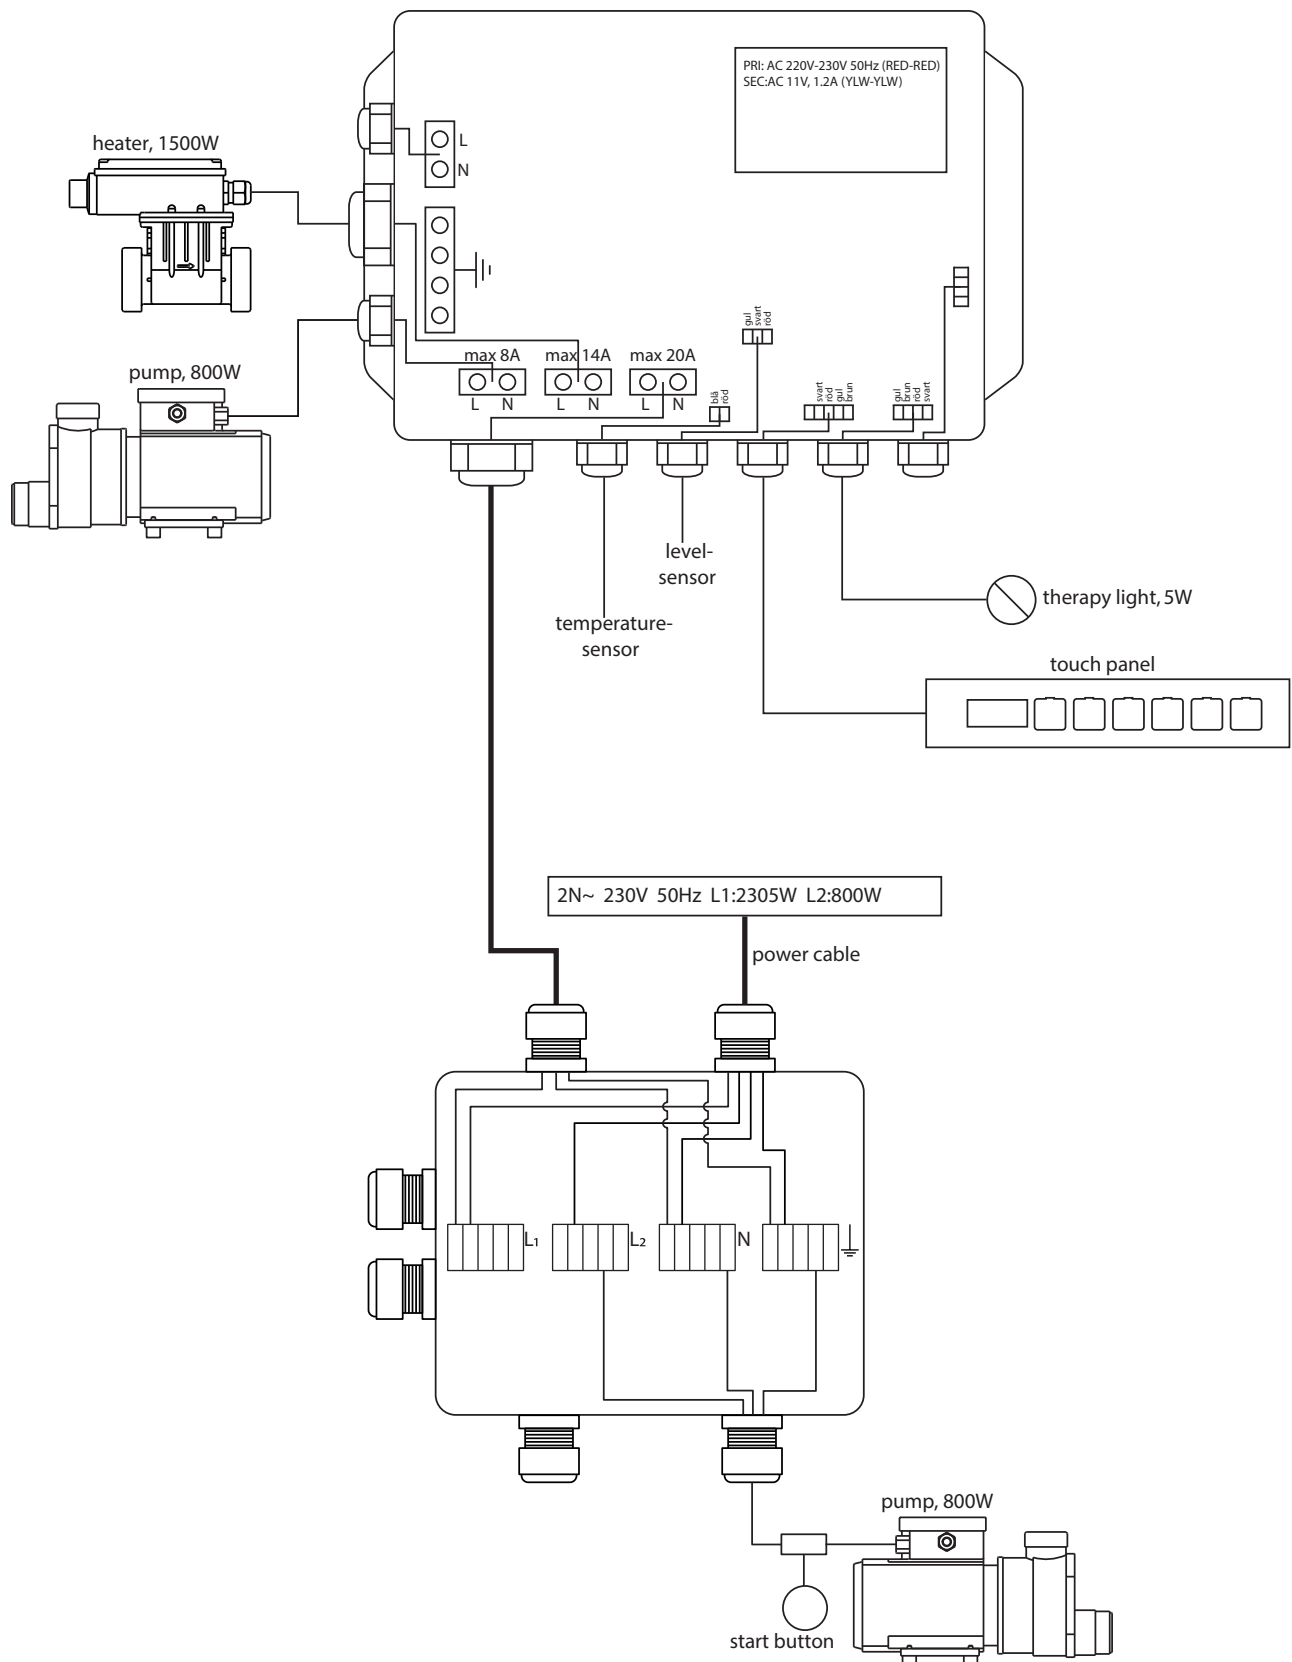 PRI: AC 220V-230V 50Hz (RED-RED)
SEC:AC 11V, 1.2A (YLW-YLW)
heater, 1500W
L
N
pump, 800W
max 8A
max 14A
max 20A
L
N
L
N
L
N
blå
röd
gul
svart
röd
svart
röd
gul
brun
gul
brun
röd
svart
level-
sensor
temperature-
sensor
therapy light, 5W
touch panel
2N~ 230V 50Hz L1:2305W L2:800W
power cable
L1
L2
N
pump, 800W
start button